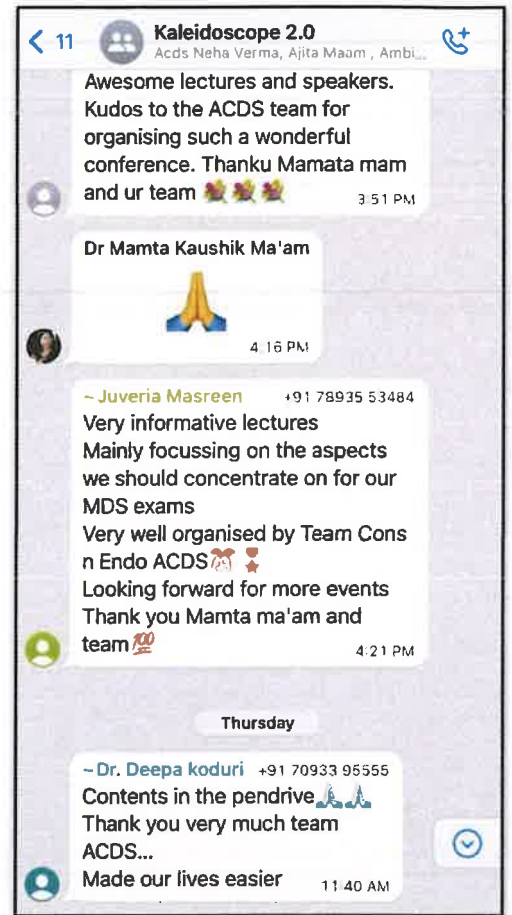 11
Kaleidoscope 2.0
Acds Neha Verma, Ajita Maam , Ambi...
Awesome lectures and speakers.
Kudos to the ACDS team for
organising such a wonderful
conference. Thanku Mamata mam
and ur team 💐💐💐
3:51 PM
Dr Mamta Kaushik Ma'am
🙏
4:16 PM
~Juveria Masreen +91 78935 53484
Very informative lectures
Mainly focussing on the aspects
we should concentrate on for our
MDS exams
Very well organised by Team Cons
n Endo ACDS
Looking forward for more events
Thank you Mamta ma'am and
team💯
4:21 PM
Thursday
~Dr. Deepa koduri +91 70933 95555
Contents in the pendrive🙏🙏
Thank you very much team
ACDS...
Made our lives easier
11:40 AM